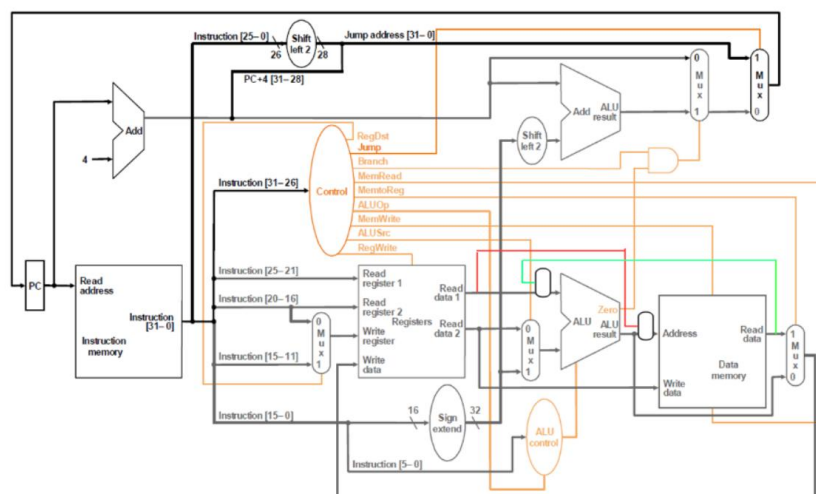 Instruction [25–0]
Shift
left 2
26
28
Jump address [31–0]
PC+4 [31–28]
Add
4
0
M
u
x
1
1
M
u
x
0
Add
ALU
result
Shift
left 2
RegDst
Jump
Branch
MemRead
MemtoReg
ALUOp
MemWrite
ALUSrc
RegWrite
Control
Instruction [31–26]
PC
Read
address
Instruction
[31–0]
Instruction
memory
Instruction [25–21]
Instruction [20–16]
Instruction [15–11]
Instruction [15–0]
Instruction [5–0]
0
M
u
x
1
Read
register 1
Read
register 2
Write
register
Write
data
Registers
Read
data 1
Read
data 2
0
M
u
x
1
Zero
ALU
ALU
result
Address
Read
data
Write
data
Data
memory
1
M
u
x
0
16
Sign
extend
32
ALU
control